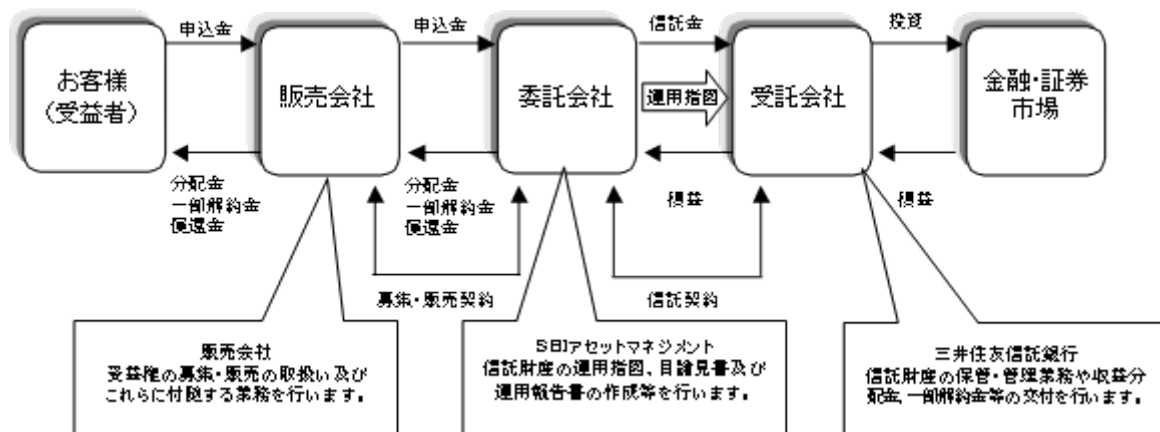 申込金
申込金
信託金
投資
お客様
(受益者)
販売会社
委託会社
運用指図
受託会社
金融・証券
市場
分配金
一部解約金
償還金
分配金
一部解約金
償還金
損益
損益
募集・販売契約
信託契約
販売会社
受益権の募集・販売の取扱い及び
これらに付随する業務を行います。
SBIアセットマネジメント
信託財産の運用指図、目論見書及び
運用報告書の作成等を行います。
三井住友信託銀行
信託財産の保管・管理業務や収益分
配金、一部解約金等の交付を行います。